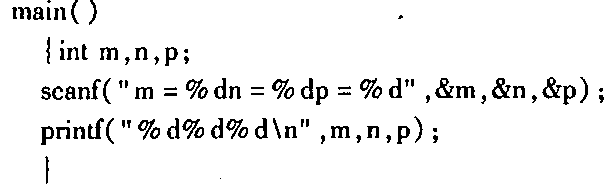 main()
{int m,n,p;
scanf("m=%dn=%dp=%d",&m,&n,&p);
printf("%d%d%d\n",m,n,p);
}